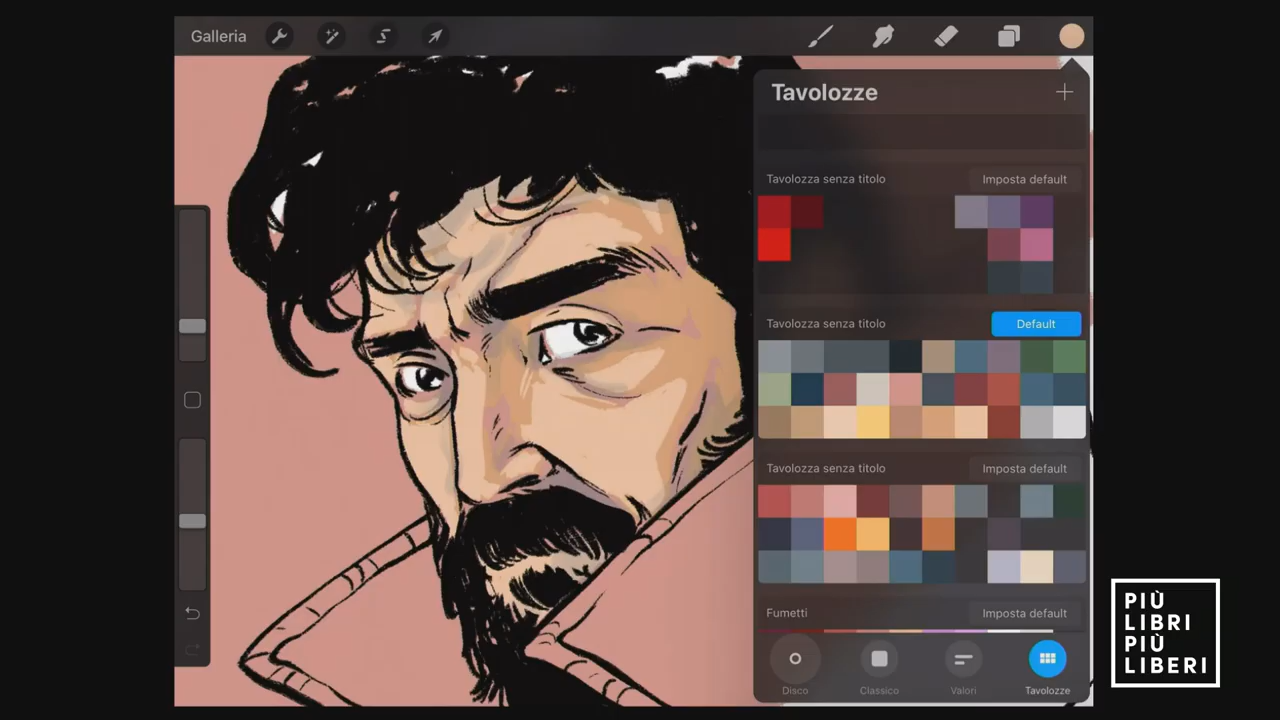 Galleria
Tavolozze
Tavolozza senza titolo
Imposta default
Tavolozza senza titolo
Default
Tavolozza senza titolo
Imposta default
Fumetti
Imposta default
Disco
Classico
Valori
Tavolozze
PIÙ
LIBRI
PIÙ
LIBERI